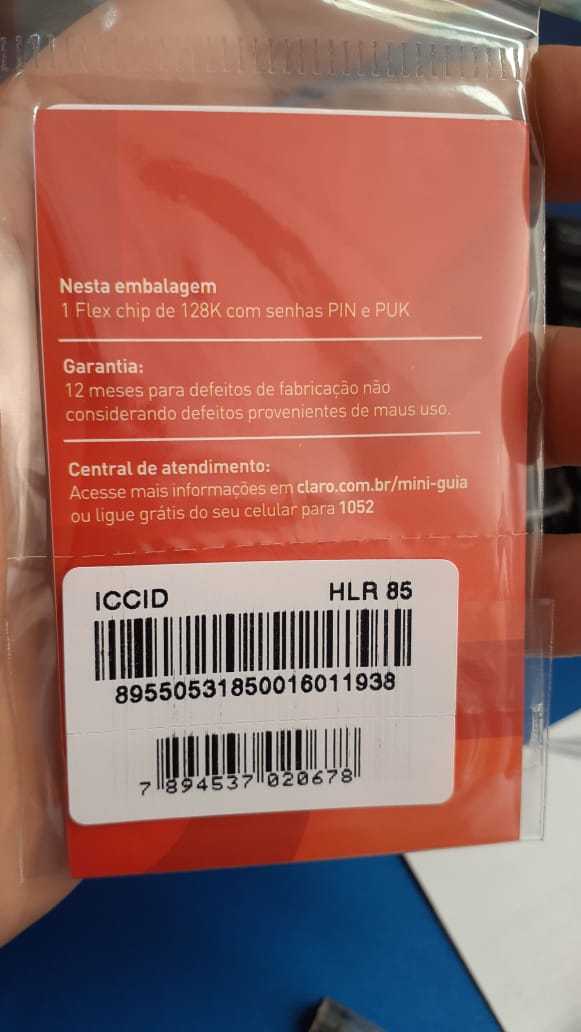 Nesta embalagem
1 Flex chip de 128K com senhas PIN e PUK
Garantia:
12 meses para defeitos de fabricação não
considerando defeitos provenientes de maus uso.
Central de atendimento:
Acesse mais informações em claro.com.br/mini-guia
ou ligue grátis do seu celular para 1052
ICCID HLR 85
89550531850016011938
7 894537 020678